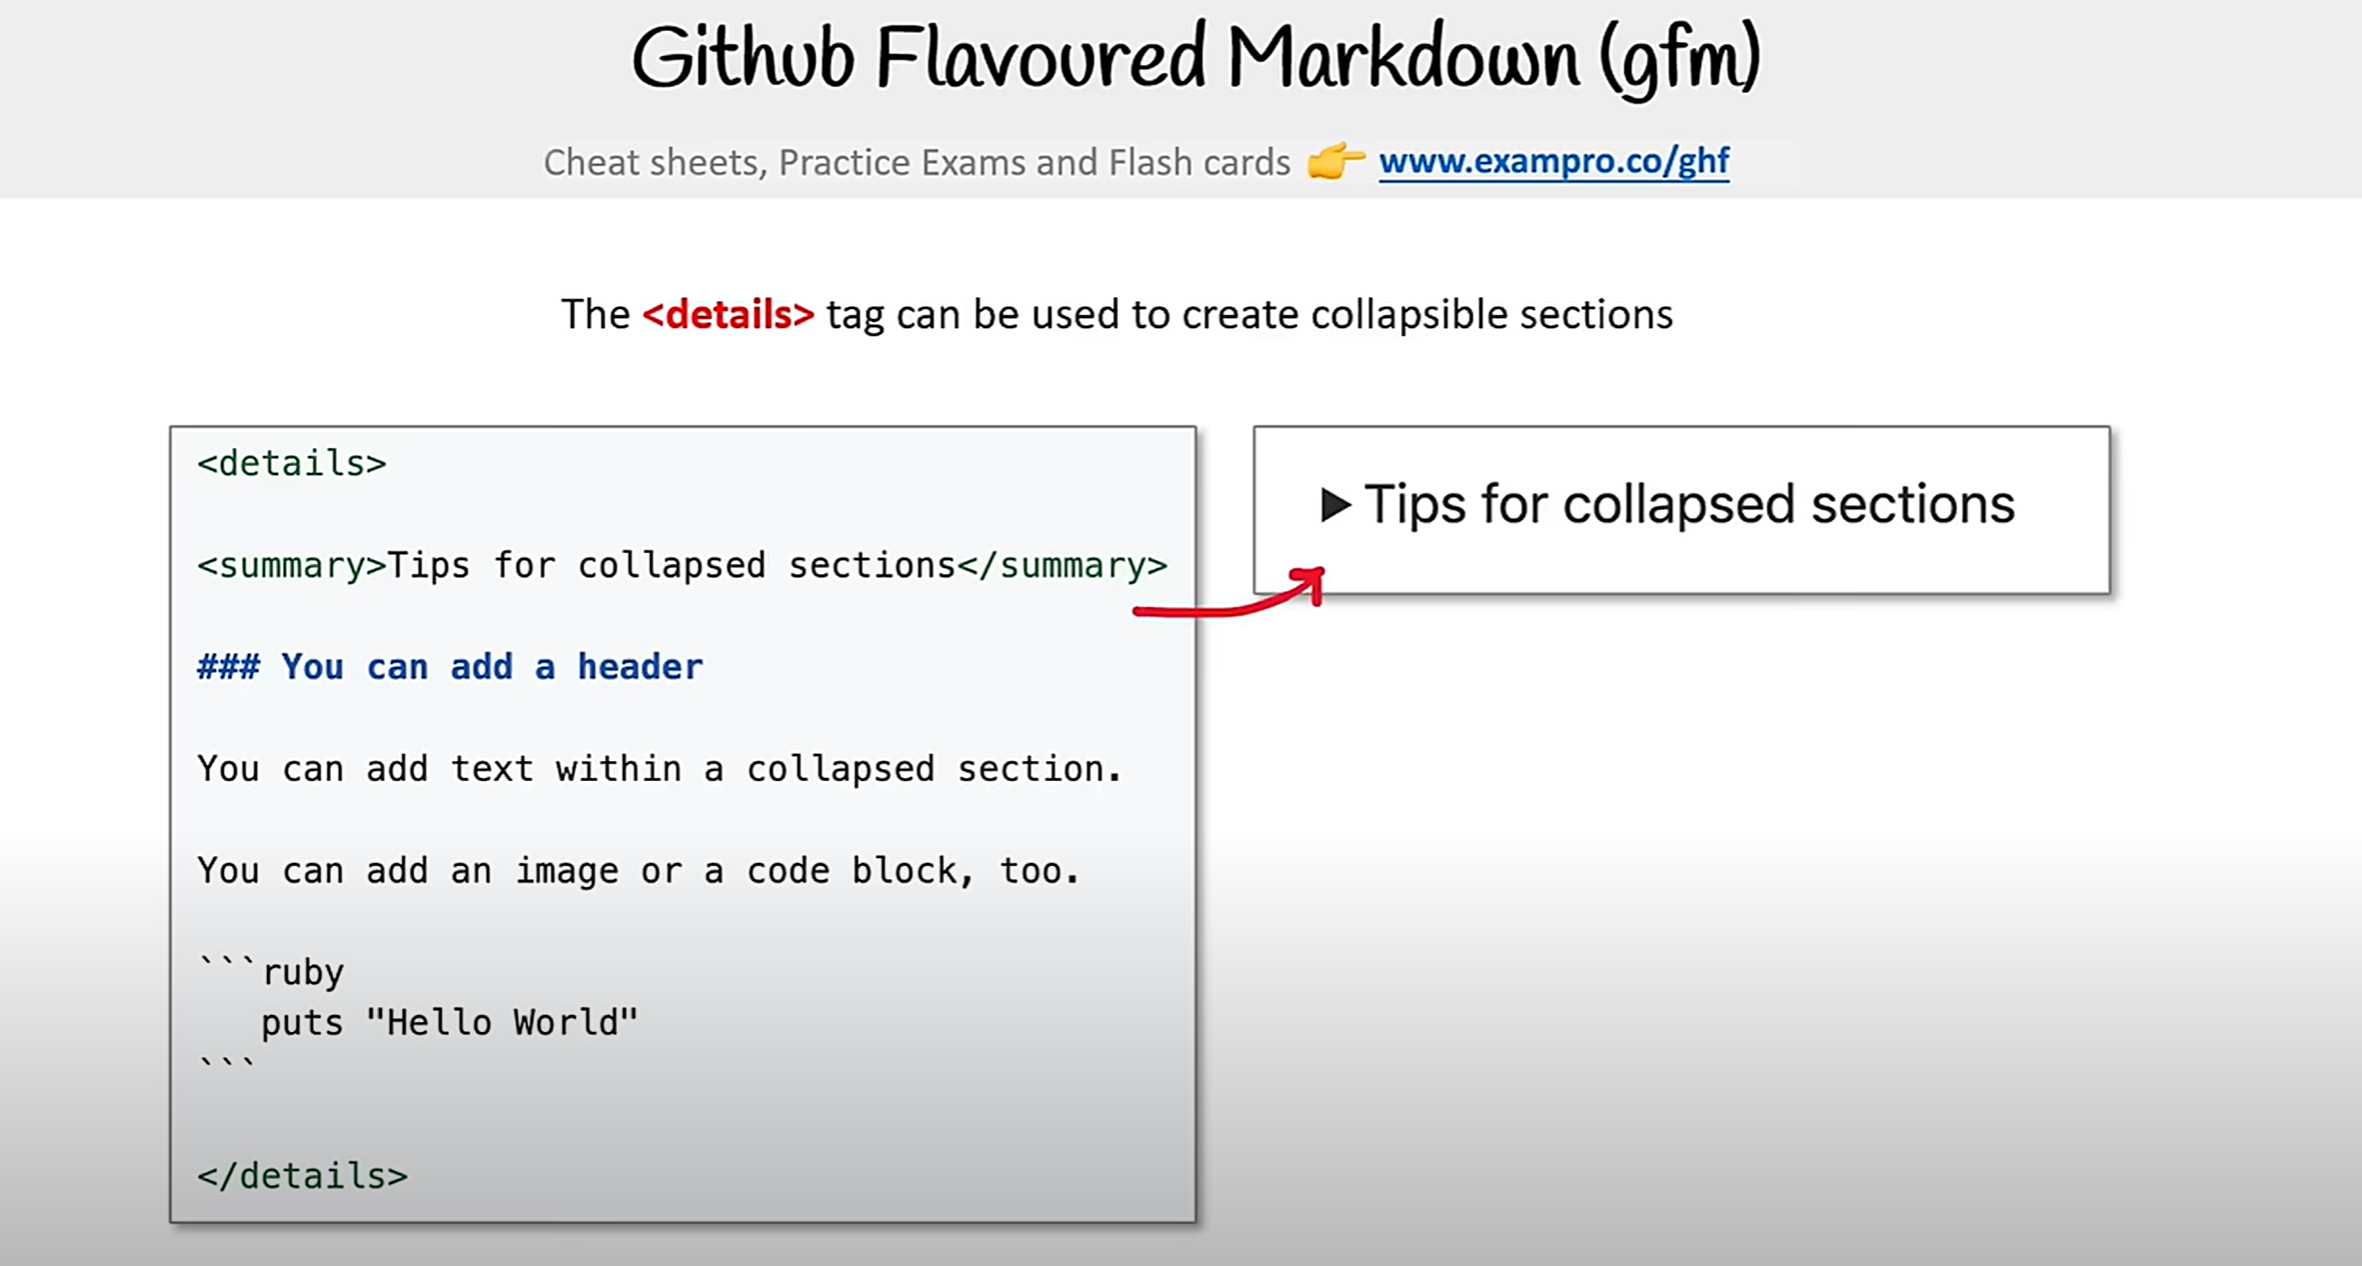 Github Flavoured Markdown (gfm)
Cheat sheets, Practice Exams and Flash cards 👉 www.exampro.co/ghf
The <details> tag can be used to create collapsible sections
<details>
<summary>Tips for collapsed sections</summary>
### You can add a header
You can add text within a collapsed section.
You can add an image or a code block, too.
```ruby
   puts "Hello World"
```
</details>
▶ Tips for collapsed sections